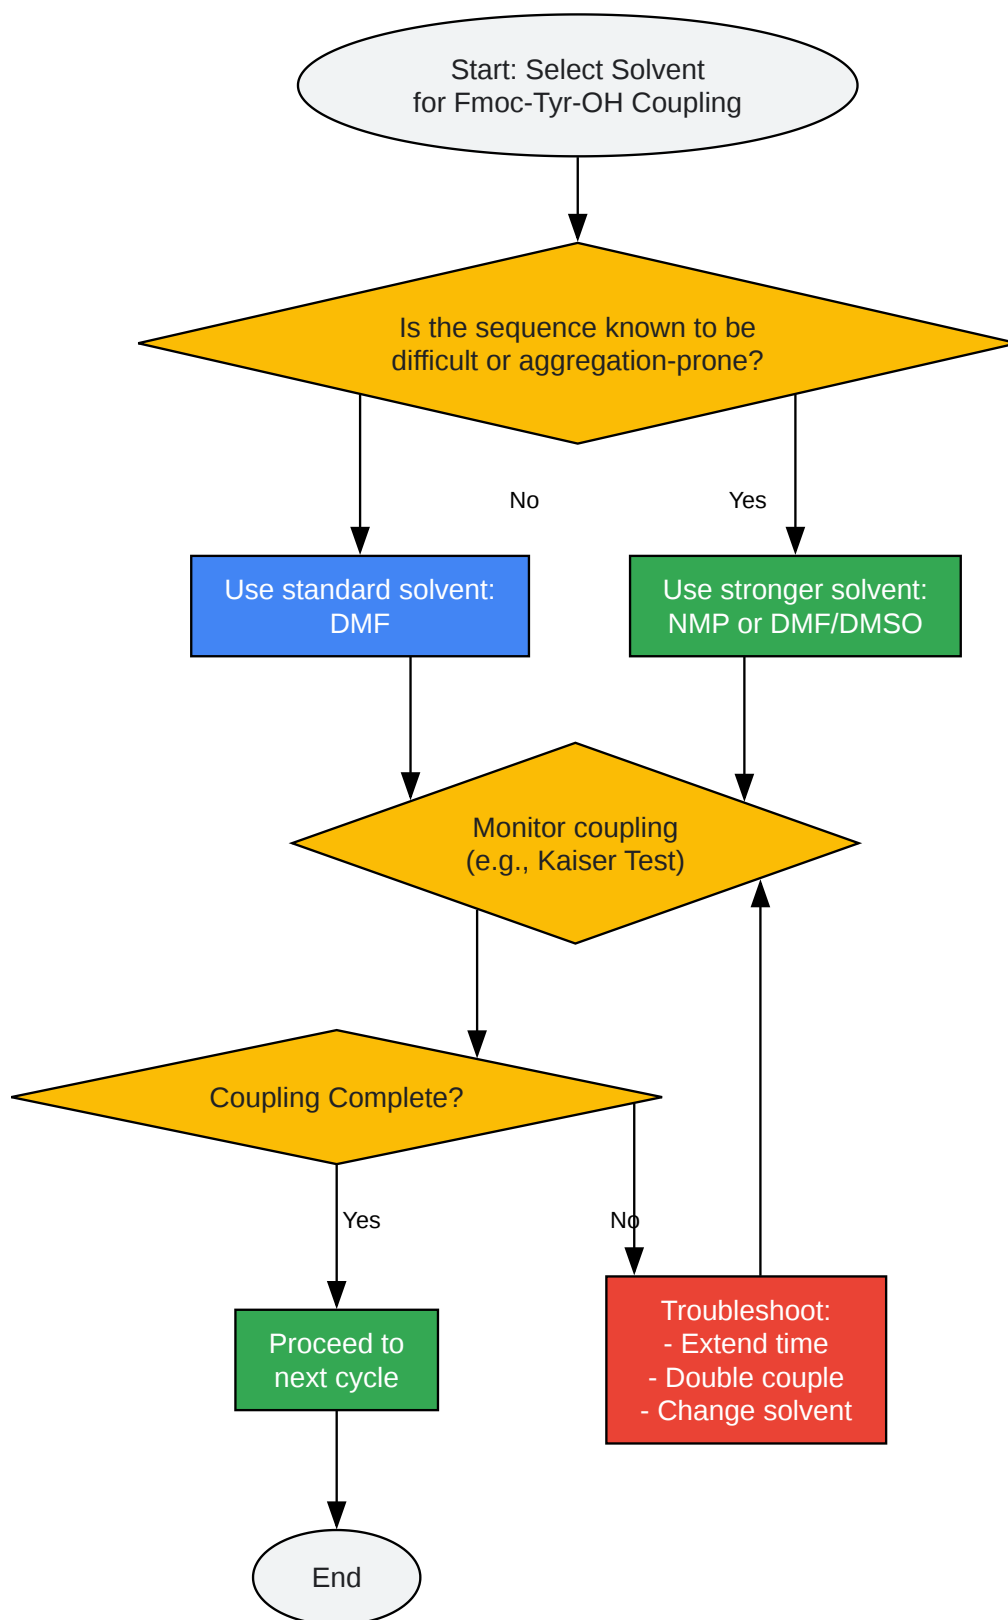 Start: Select Solvent
for Fmoc-Tyr-OH Coupling
Is the sequence known to be
difficult or aggregation-prone?
No
Yes
Use standard solvent:
DMF
Use stronger solvent:
NMP or DMF/DMSO
Monitor coupling
(e.g., Kaiser Test)
Coupling Complete?
Yes
No
Proceed to
next cycle
Troubleshoot:
- Extend time
- Double couple
- Change solvent
End